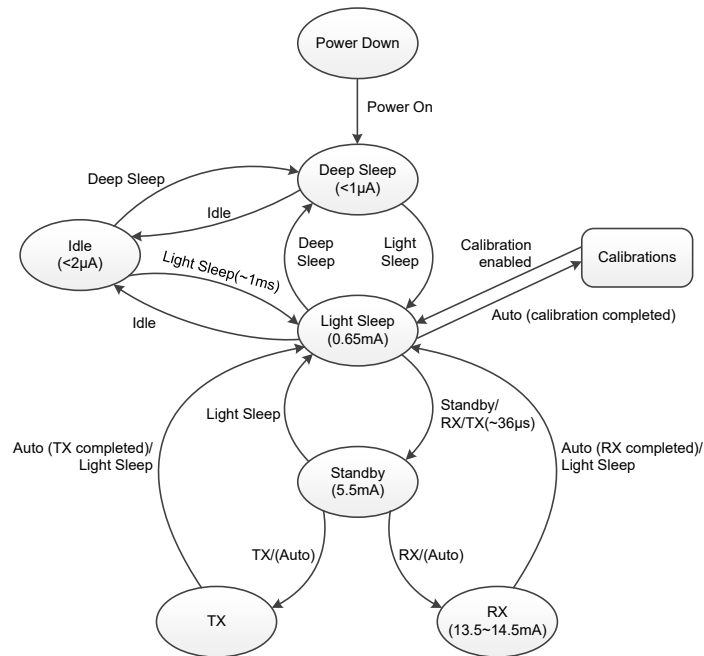 Power Down
Power On
Deep Sleep
(<1µA)
Deep Sleep
Idle
Idle
(<2µA)
Deep
Sleep
Light
Sleep
Calibration
enabled
Calibrations
Light Sleep(~1ms)
Idle
Light Sleep
(0.65mA)
Auto (calibration completed)
Light Sleep
Standby/
RX/TX(~36µs)
Auto (TX completed)/
Light Sleep
Auto (RX completed)/
Light Sleep
Standby
(5.5mA)
TX/(Auto)
RX/(Auto)
TX
RX
(13.5~14.5mA)